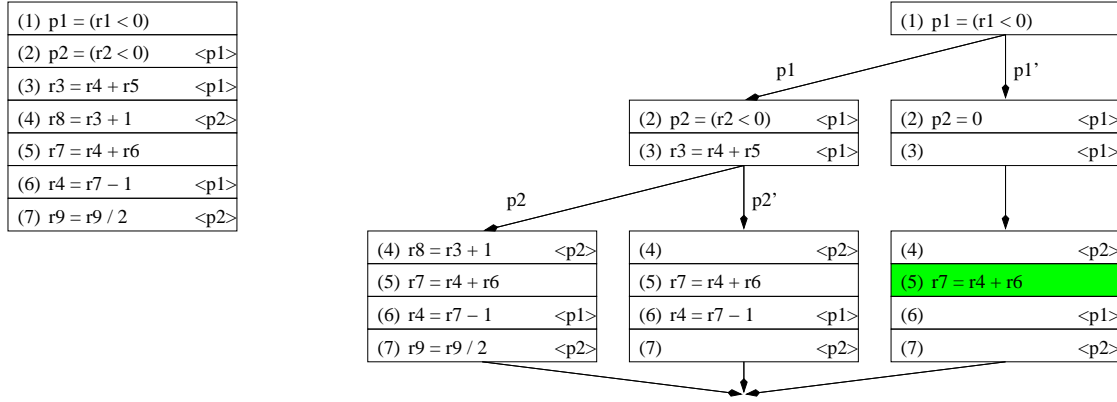 (1) p1 = (r1 < 0)
(2) p2 = (r2 < 0) <p1>
(3) r3 = r4 + r5 <p1>
(4) r8 = r3 + 1 <p2>
(5) r7 = r4 + r6
(6) r4 = r7 − 1 <p1>
(7) r9 = r9 / 2 <p2>
(1) p1 = (r1 < 0)
p1
p1’
(2) p2 = (r2 < 0) <p1>
(3) r3 = r4 + r5 <p1>
(2) p2 = 0 <p1>
(3) <p1>
p2
p2’
(4) r8 = r3 + 1 <p2>
(5) r7 = r4 + r6
(6) r4 = r7 − 1 <p1>
(7) r9 = r9 / 2 <p2>
(4) <p2>
(5) r7 = r4 + r6
(6) r4 = r7 − 1 <p1>
(7) <p2>
(4) <p2>
(5) r7 = r4 + r6
(6) <p1>
(7) <p2>